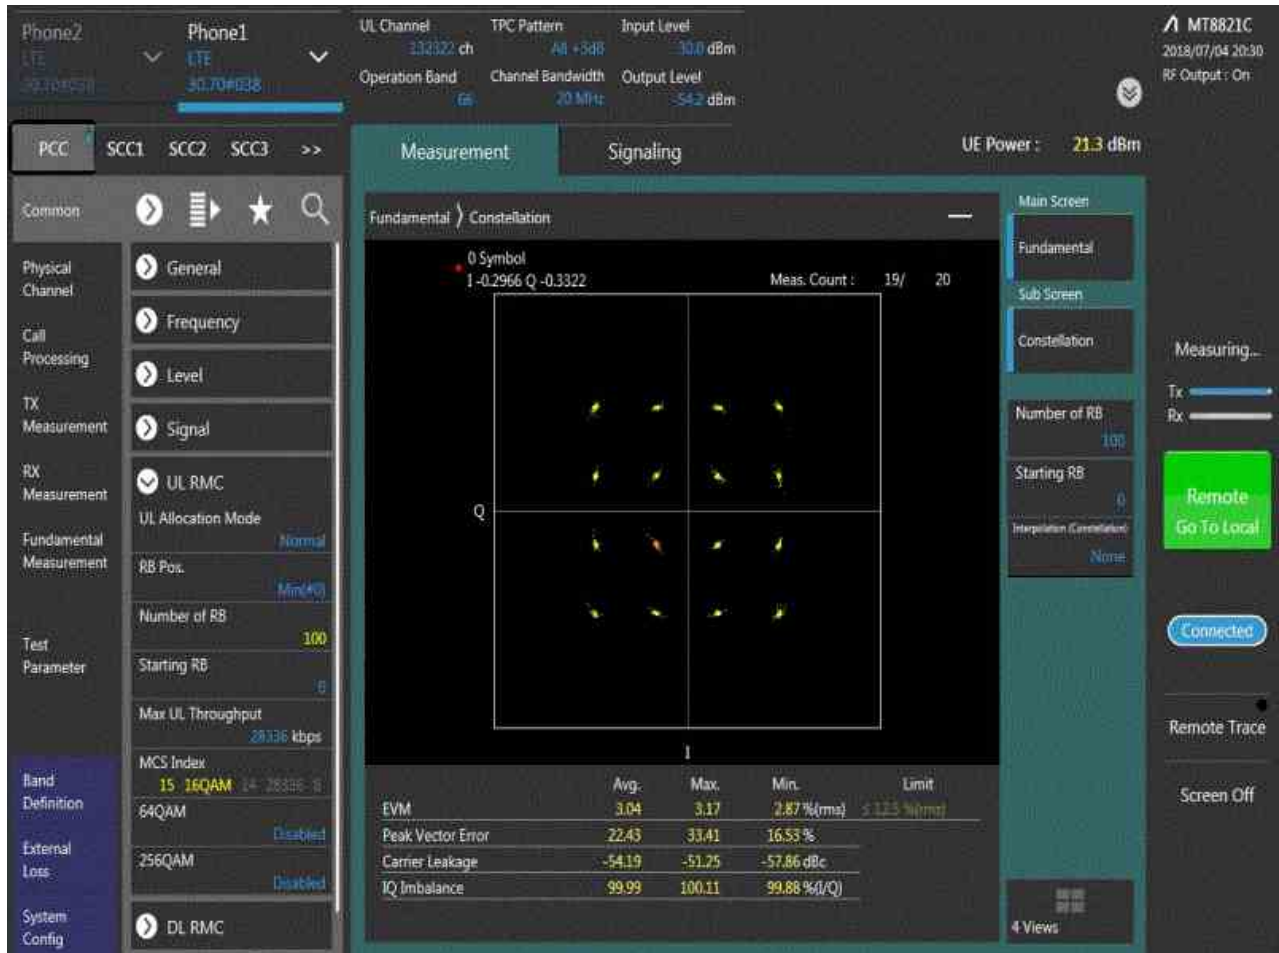 Phone2
LTE
Phone1
LTE
30.70#038
UL Channel
132322 ch
TPC Pattern
All +3dB
Input Level
30.0 dBm
Operation Band
66
Channel Bandwidth
20 MHz
Output Level
-54.2 dBm
MT8821C
2018/07/04 20:30
RF Output : On
PCC
SCC1
SCC2
SCC3
>>
Measurement
Signaling
UE Power : 21.3 dBm
Common
Physical
Channel
Call
Processing
TX
Measurement
RX
Measurement
Fundamental
Measurement
Test
Parameter
Band
Definition
External
Loss
System
Config
General
Frequency
Level
Signal
UL RMC
UL Allocation Mode
Normal
RB Pos.
Min(#0)
Number of RB
100
Starting RB
0
Max UL Throughput
28336 kbps
MCS Index
15 16QAM 14 28336 8
64QAM
Disabled
256QAM
Disabled
DL RMC
Fundamental 〉 Constellation
0 Symbol
I -0.2966 Q -0.3322
Meas. Count : 19/ 20
Q
I
Avg. Max. Min. Limit
EVM 3.04 3.17 2.87 %(rms) ≤ 12.5 %(rms)
Peak Vector Error 22.43 33.41 16.53 %
Carrier Leakage -54.19 -51.25 -57.86 dBc
IQ Imbalance 99.99 100.11 99.88 %(I/Q)
Main Screen
Fundamental
Sub Screen
Constellation
Number of RB
100
Starting RB
0
Interpolation (Constellation)
None
4 Views
Measuring...
Tx
Rx
Remote
Go To Local
Connected
Remote Trace
Screen Off